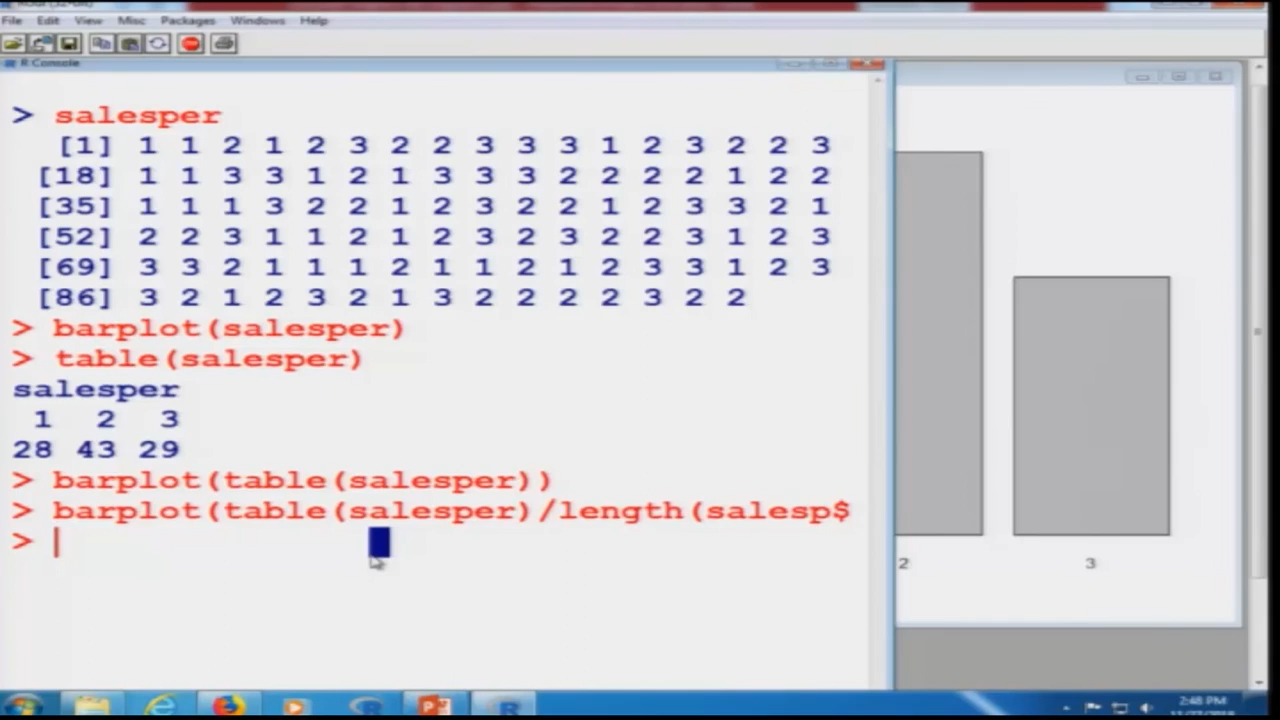 File Edit View Misc Packages Windows Help
R Console
> salesper
[1] 1 1 2 1 2 3 2 2 3 3 3 1 2 3 2 2 3
[18] 1 1 3 3 1 2 1 3 3 3 2 2 2 2 1 2 2
[35] 1 1 1 3 2 2 1 2 3 2 2 1 2 3 3 2 1
[52] 2 2 3 1 1 2 1 2 3 2 3 2 2 3 1 2 3
[69] 3 3 2 1 1 1 2 1 1 2 1 2 3 3 1 2 3
[86] 3 2 1 2 3 2 1 3 2 2 2 2 3 2 2
> barplot(salesper)
> table(salesper)
salesper
1 2 3
28 43 29
> barplot(table(salesper))
> barplot(table(salesper)/length(salesp$
>
2 3
2:48 PM